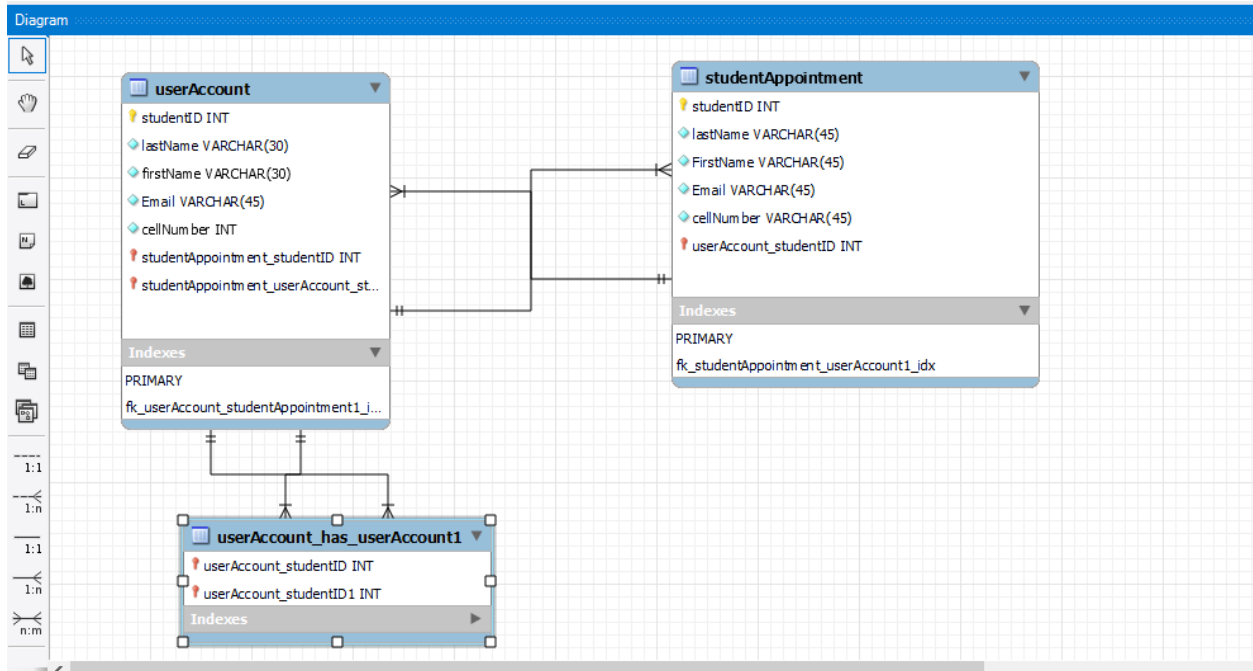 Diagram
userAccount
studentID INT
lastName VARCHAR(30)
firstName VARCHAR(30)
Email VARCHAR(45)
cellNumber INT
studentAppointment_studentID INT
studentAppointment_userAccount_st...
Indexes
PRIMARY
fk_userAccount_studentAppointment1_i...
studentAppointment
studentID INT
lastName VARCHAR(45)
FirstName VARCHAR(45)
Email VARCHAR(45)
cellNumber VARCHAR(45)
userAccount_studentID INT
Indexes
PRIMARY
fk_studentAppointment_userAccount1_idx
userAccount_has_userAccount1
userAccount_studentID INT
userAccount_studentID1 INT
Indexes
1:1
1:n
1:1
1:n
n:m